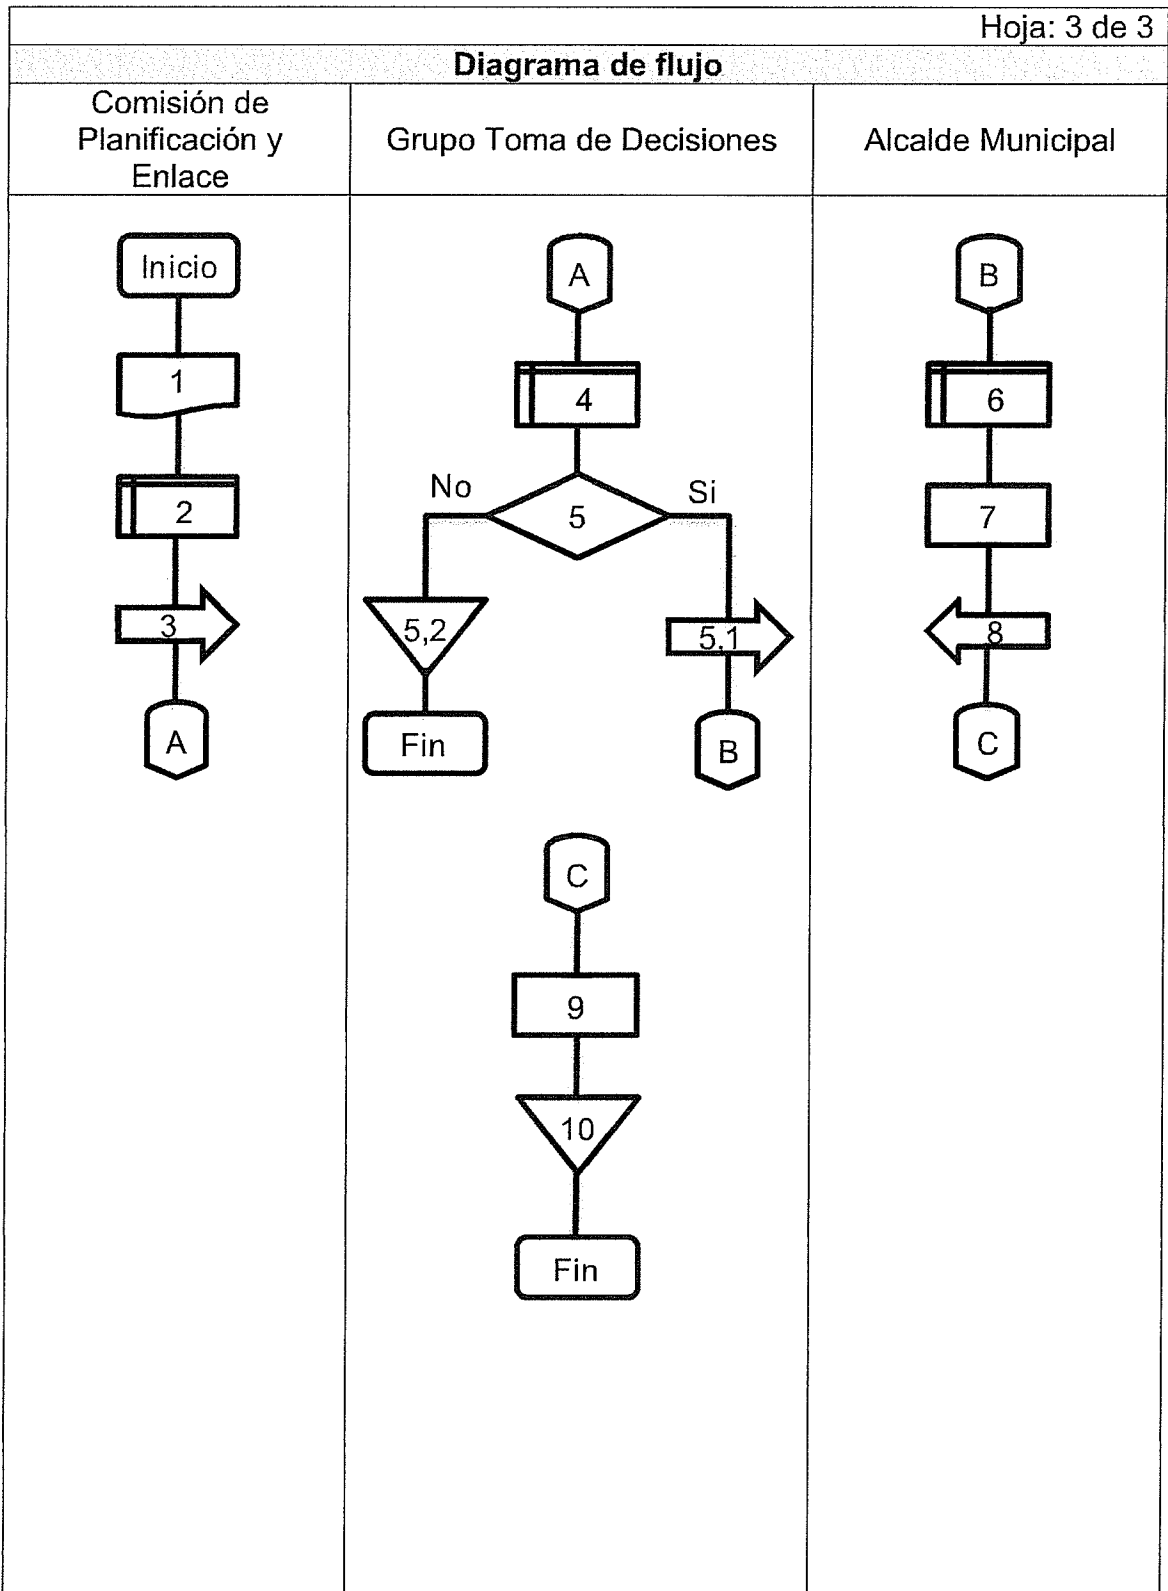 Hoja: 3 de 3
Diagrama de flujo
Comisión de
Planificación y
Enlace
Grupo Toma de Decisiones
Alcalde Municipal
Inicio
1
2
3
A
A
4
No
5
Si
5,2
5.1
Fin
B
C
9
10
Fin
B
6
7
8
C